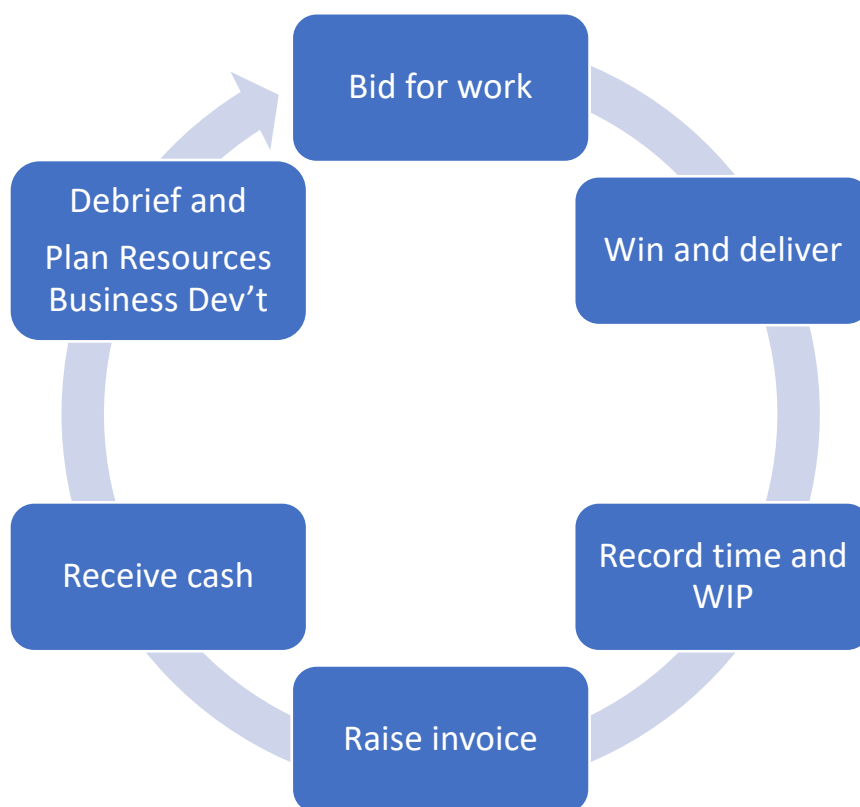 Bid for work
Win and deliver
Record time and
WIP
Raise invoice
Receive cash
Debrief and
Plan Resources
Business Dev’t